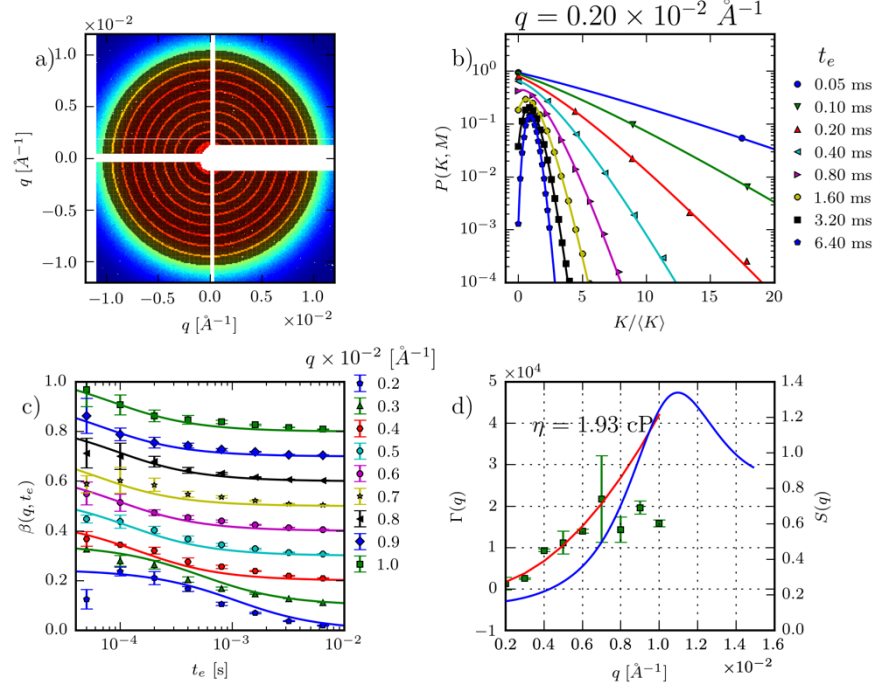 ×10⁻²
a)
1.0
0.5
0.0
−0.5
−1.0
q [Å⁻¹]
−1.0 −0.5 0.0 0.5 1.0
q [Å⁻¹]
×10⁻²
q = 0.20 × 10⁻² Å⁻¹
b)
10⁰
10⁻¹
10⁻²
10⁻³
10⁻⁴
P(K, M)
0 5 10 15 20
K/⟨K⟩
tₑ
0.05 ms
0.10 ms
0.20 ms
0.40 ms
0.80 ms
1.60 ms
3.20 ms
6.40 ms
c)
1.0
0.8
0.6
0.4
0.2
0.0
β(q, tₑ)
10⁻⁴ 10⁻³ 10⁻²
tₑ [s]
q × 10⁻² [Å⁻¹]
0.2
0.3
0.4
0.5
0.6
0.7
0.8
0.9
1.0
×10⁴
d)
η = 1.93 cP
5
4
3
2
1
0
−1
Γ(q)
1.4
1.2
1.0
0.8
0.6
0.4
0.2
0.0
S(q)
0.2 0.4 0.6 0.8 1.0 1.2 1.4 1.6
q [Å⁻¹]
×10⁻²